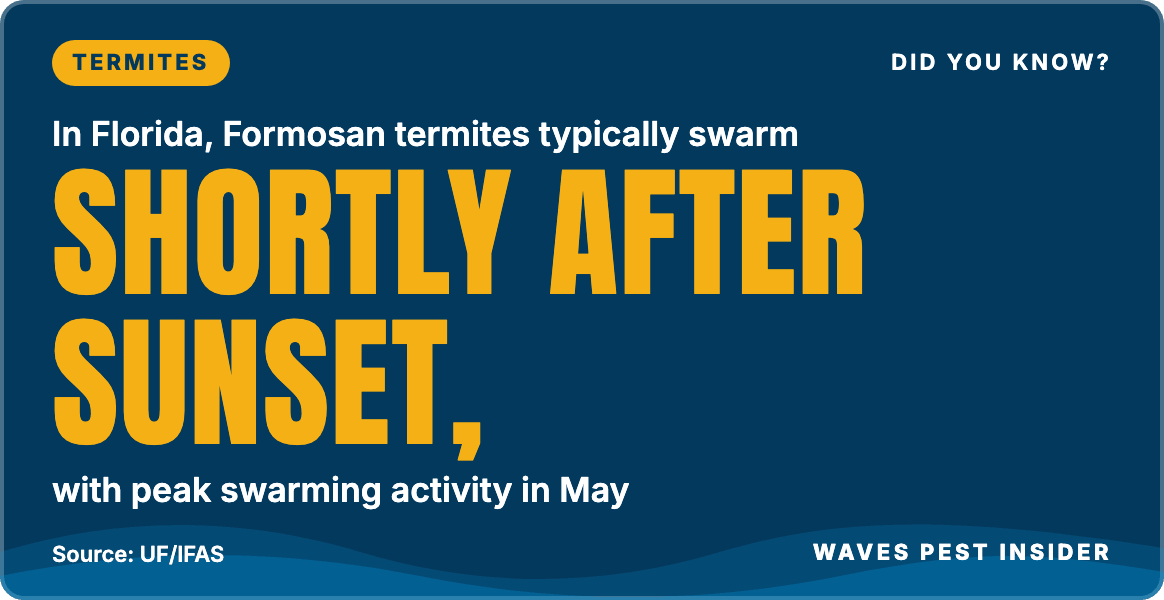 TERMITES
DID YOU KNOW?
In Florida, Formosan termites typically swarm
SHORTLY AFTER
SUNSET,
with peak swarming activity in May
Source: UF/IFAS
WAVES PEST INSIDER